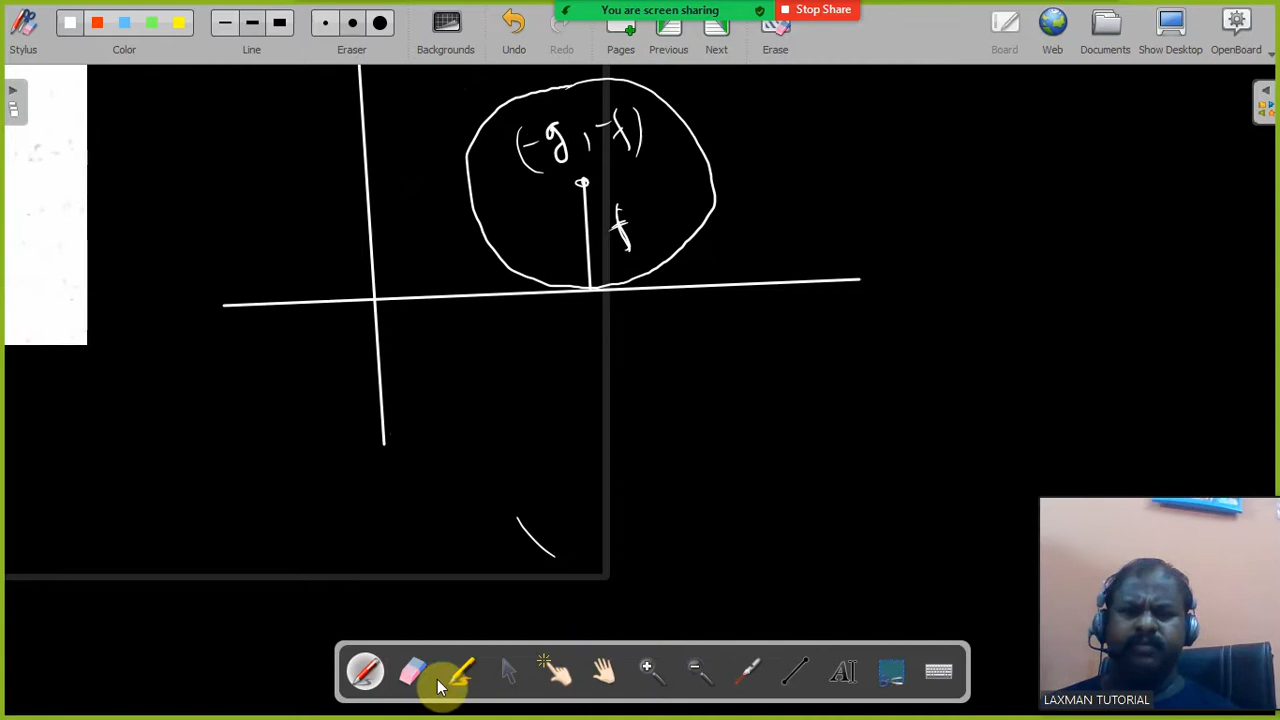 You are screen sharing
Stop Share
Stylus
Color
Line
Eraser
Backgrounds
Undo
Redo
Pages
Previous
Next
Erase
Board
Web
Documents
Show Desktop
OpenBoard
(-g, -f)
f
LAXMAN TUTORIAL